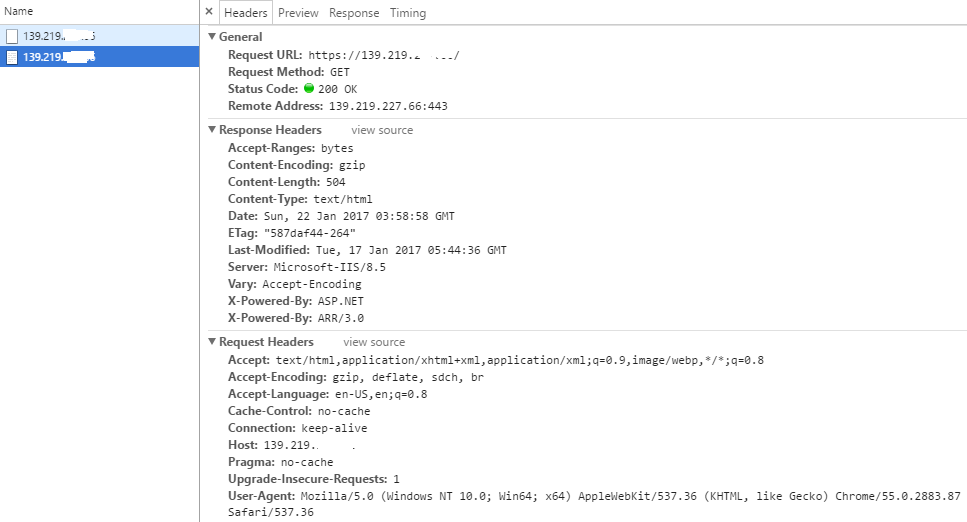 Name
139.219.
139.219.
× Headers Preview Response Timing
General
Request URL: https://139.219.2
Request Method: GET
Status Code: 200 OK
Remote Address: 139.219.227.66:443
Response Headers view source
Accept-Ranges: bytes
Content-Encoding: gzip
Content-Length: 504
Content-Type: text/html
Date: Sun, 22 Jan 2017 03:58:58 GMT
ETag: "587daf44-264"
Last-Modified: Tue, 17 Jan 2017 05:44:36 GMT
Server: Microsoft-IIS/8.5
Vary: Accept-Encoding
X-Powered-By: ASP.NET
X-Powered-By: ARR/3.0
Request Headers view source
Accept: text/html,application/xhtml+xml,application/xml;q=0.9,image/webp,*/*;q=0.8
Accept-Encoding: gzip, deflate, sdch, br
Accept-Language: en-US,en;q=0.8
Cache-Control: no-cache
Connection: keep-alive
Host: 139.219.
Pragma: no-cache
Upgrade-Insecure-Requests: 1
User-Agent: Mozilla/5.0 (Windows NT 10.0; Win64; x64) AppleWebKit/537.36 (KHTML, like Gecko) Chrome/55.0.2883.87
Safari/537.36